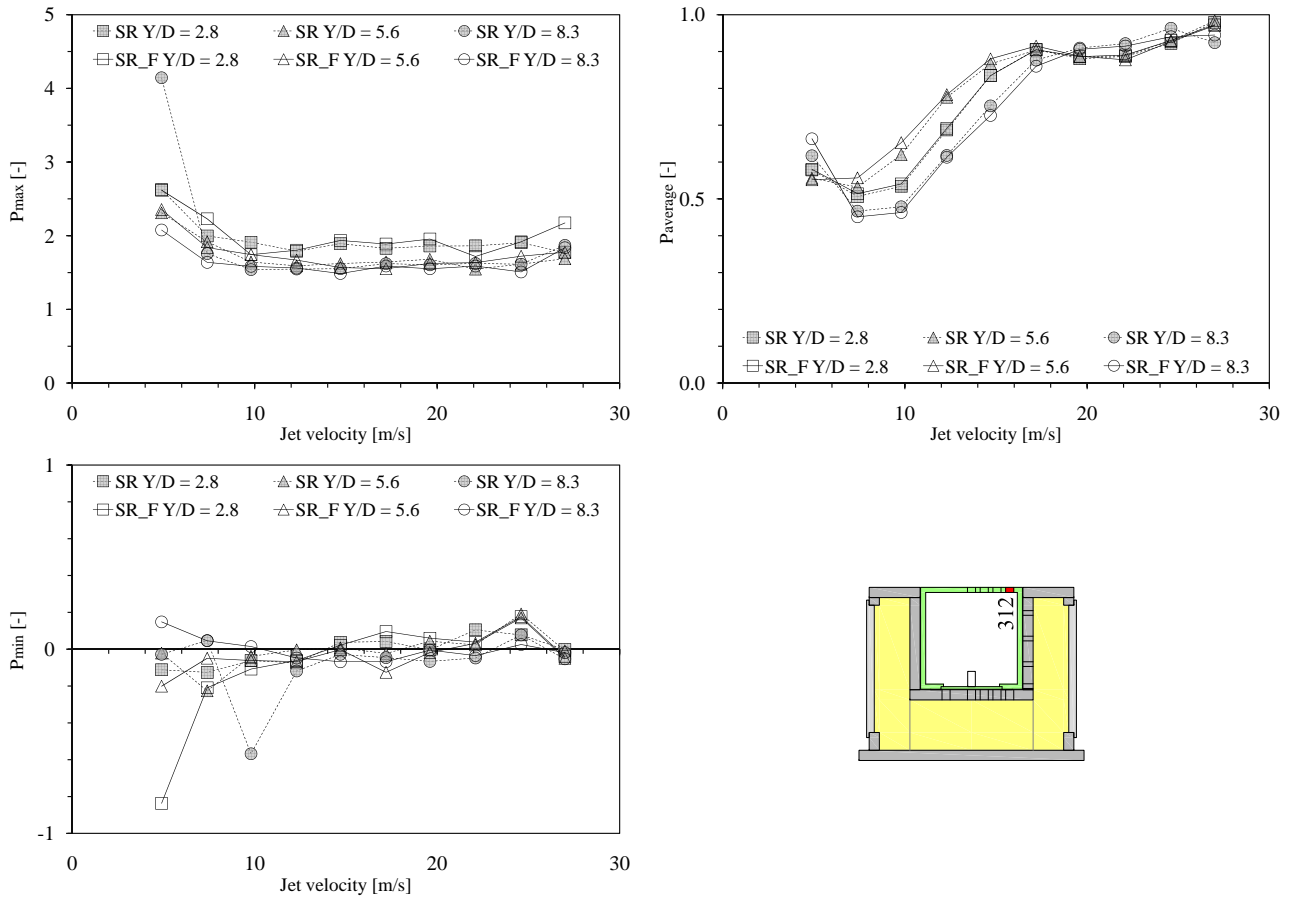 5
SR Y/D = 2.8 SR Y/D = 5.6 SR Y/D = 8.3
SR_F Y/D = 2.8 SR_F Y/D = 5.6 SR_F Y/D = 8.3
4
3
Pmax [-]
2
1
0
0 10 20 30
Jet velocity [m/s]
1.0
Paverage [-]
0.5
SR Y/D = 2.8 SR Y/D = 5.6 SR Y/D = 8.3
SR_F Y/D = 2.8 SR_F Y/D = 5.6 SR_F Y/D = 8.3
0.0
0 10 20 30
Jet velocity [m/s]
1
SR Y/D = 2.8 SR Y/D = 5.6 SR Y/D = 8.3
SR_F Y/D = 2.8 SR_F Y/D = 5.6 SR_F Y/D = 8.3
Pmin [-]
0
-1
0 10 20 30
Jet velocity [m/s]
312